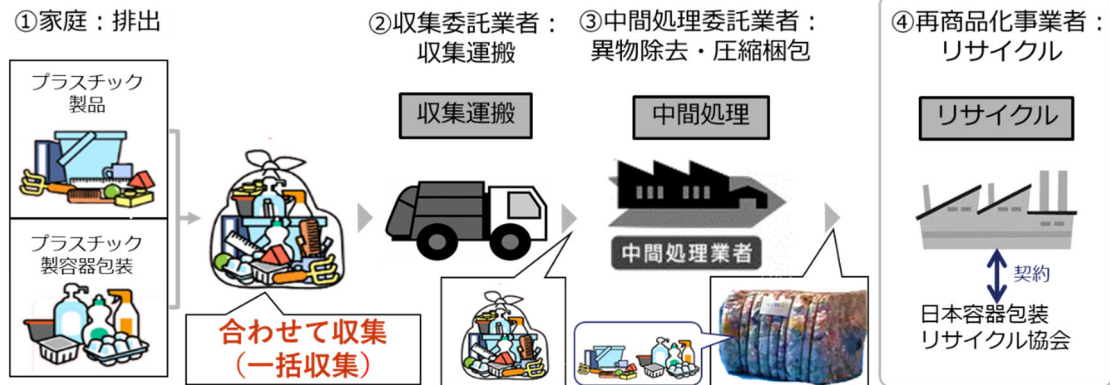 ①家庭：排出
プラスチック
製品
プラスチック
製容器包装
合わせて収集
（一括収集）
②収集委託業者：
収集運搬
収集運搬
③中間処理委託業者：
異物除去・圧縮梱包
中間処理
中間処理業者
④再商品化事業者：
リサイクル
リサイクル
契約
日本容器包装
リサイクル協会